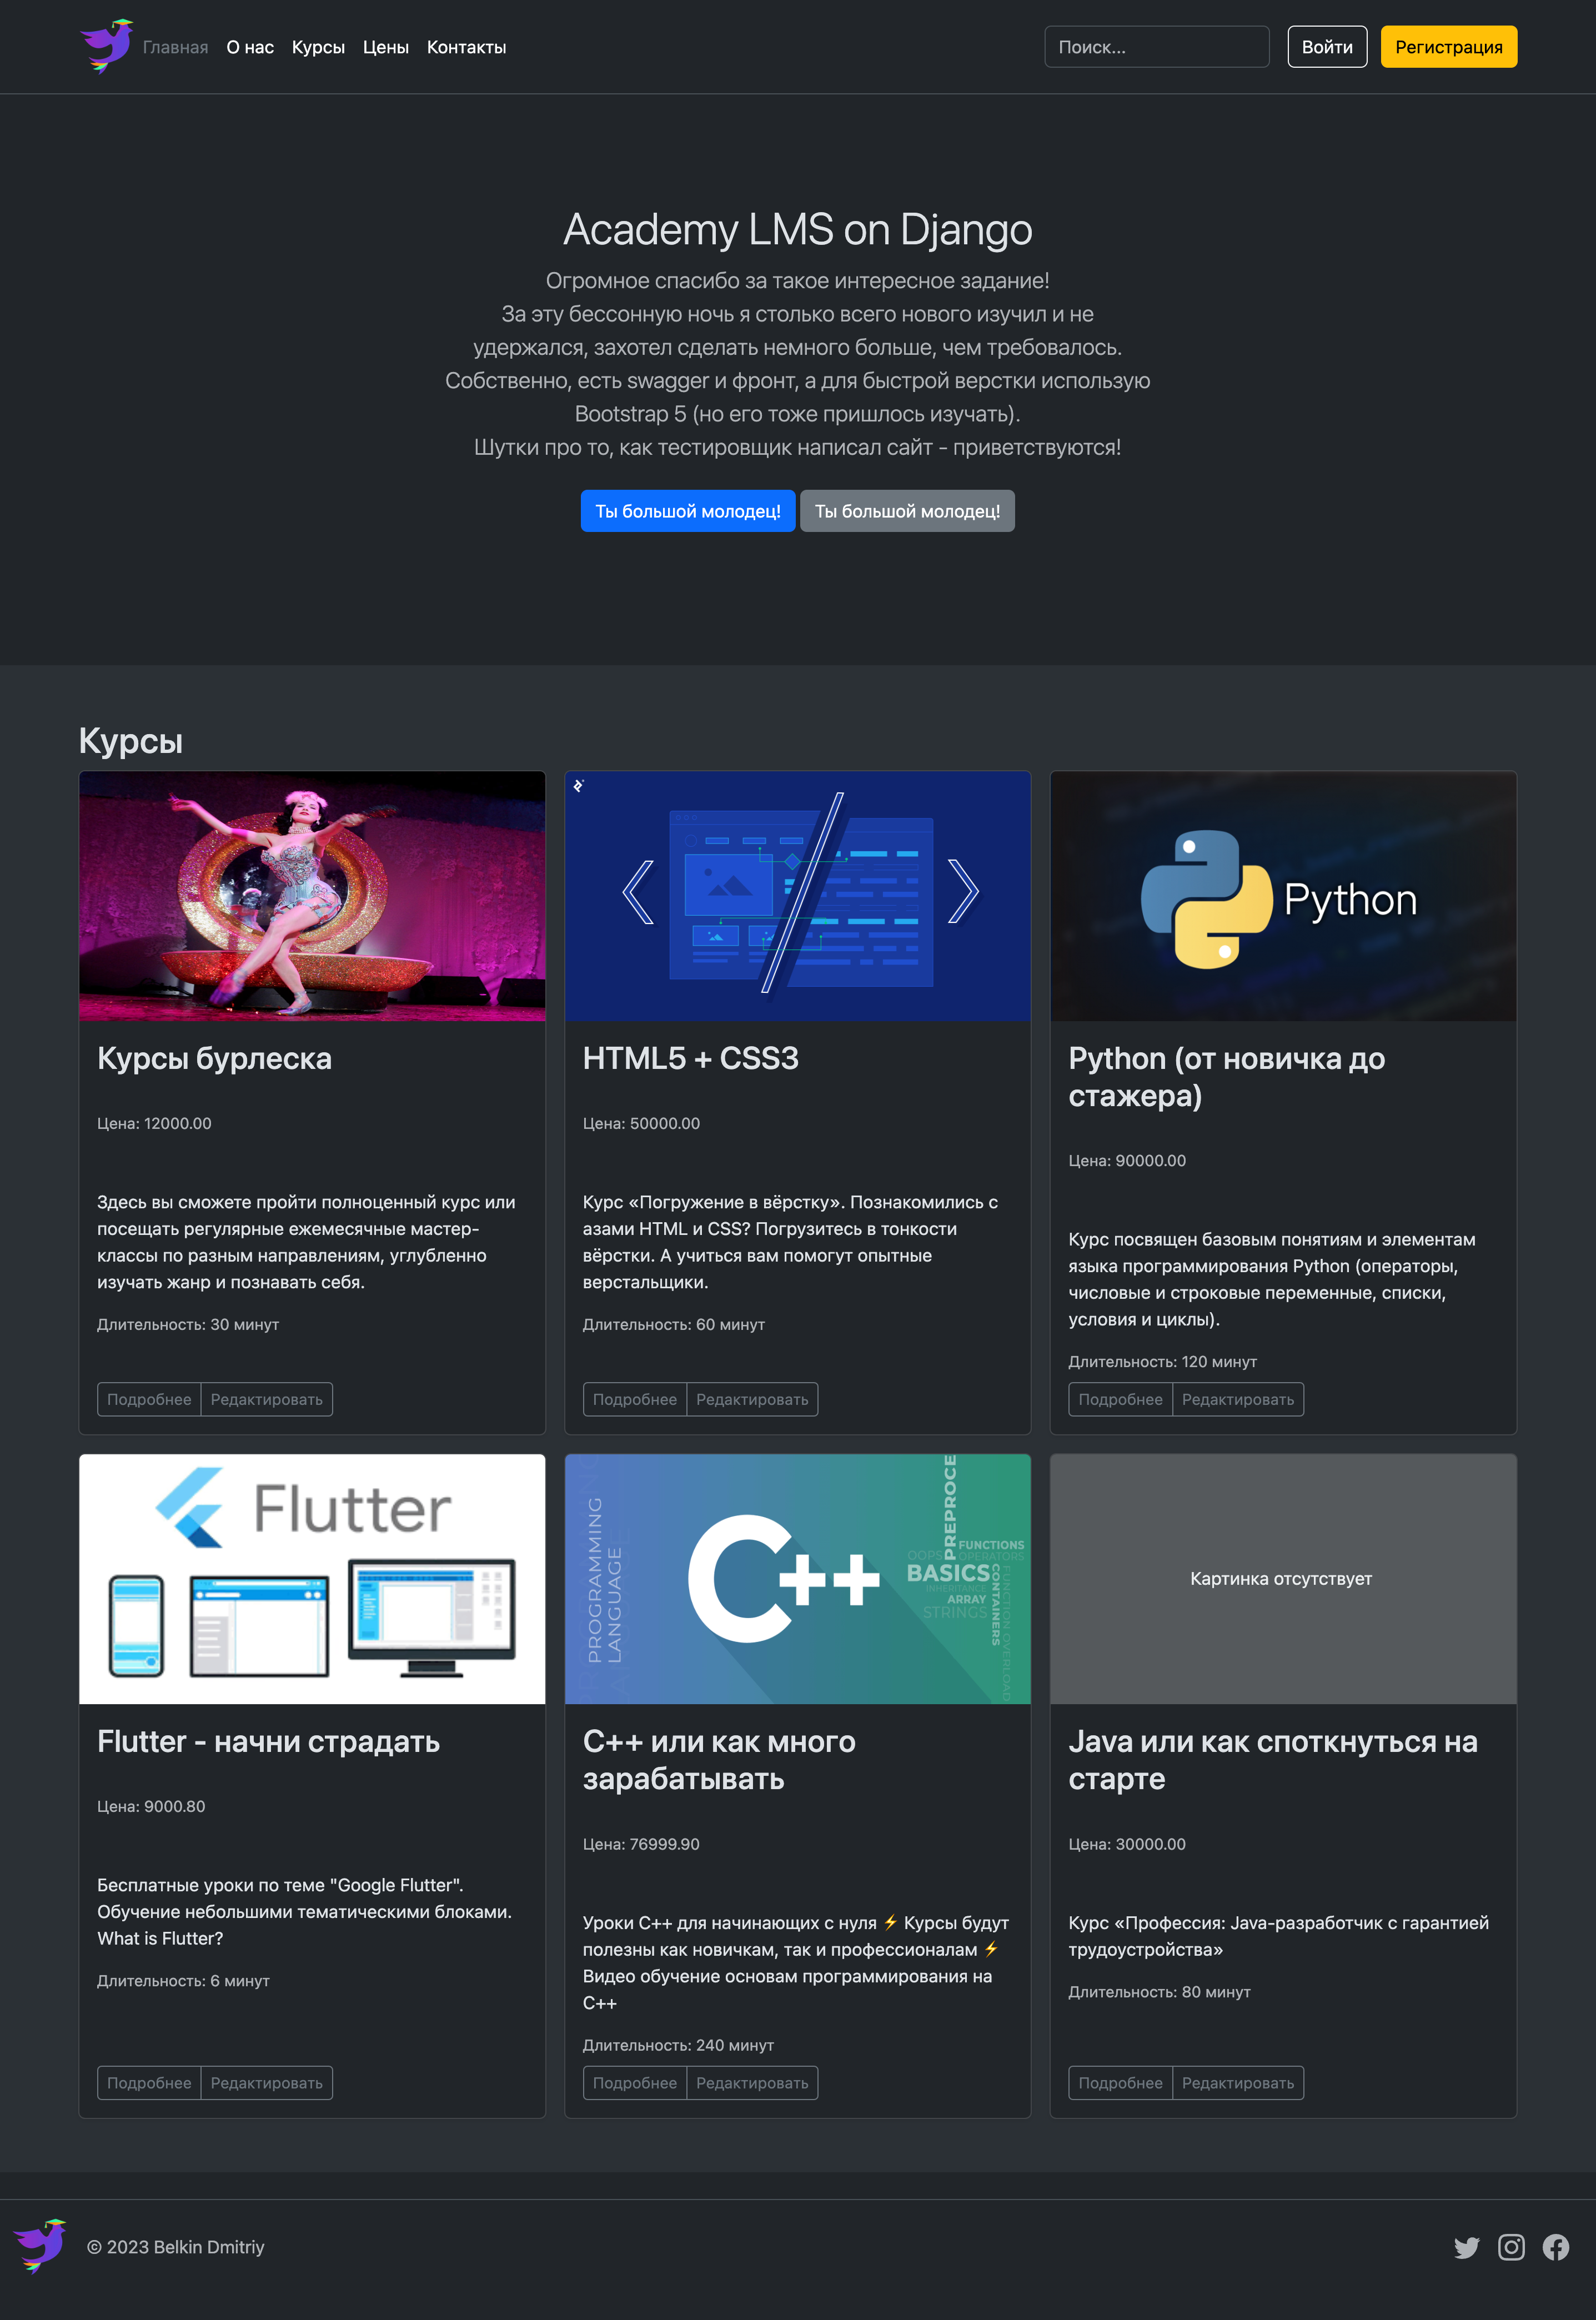 Главная О нас Курсы Цены Контакты Поиск... Войти Регистрация
Academy LMS on Django
Огромное спасибо за такое интересное задание!
За эту бессонную ночь я столько всего нового изучил и не
удержался, захотел сделать немного больше, чем требовалось.
Собственно, есть swagger и фронт, а для быстрой верстки использую
Bootstrap 5 (но его тоже пришлось изучать).
Шутки про то, как тестировщик написал сайт - приветствуются!
Ты большой молодец! Ты большой молодец!
Курсы
Курсы бурлеска
Цена: 12000.00
Здесь вы сможете пройти полноценный курс или
посещать регулярные ежемесячные мастер-
классы по разным направлениям, углубленно
изучать жанр и познавать себя.
Длительность: 30 минут
Подробнее Редактировать
HTML5 + CSS3
Цена: 50000.00
Курс «Погружение в вёрстку». Познакомились с
азами HTML и CSS? Погрузитесь в тонкости
вёрстки. А учиться вам помогут опытные
верстальщики.
Длительность: 60 минут
Подробнее Редактировать
Python
Python (от новичка до
стажера)
Цена: 90000.00
Курс посвящен базовым понятиям и элементам
языка программирования Python (операторы,
числовые и строковые переменные, списки,
условия и циклы).
Длительность: 120 минут
Подробнее Редактировать
Flutter
Flutter - начни страдать
Цена: 9000.80
Бесплатные уроки по теме "Google Flutter".
Обучение небольшими тематическими блоками.
What is Flutter?
Длительность: 6 минут
Подробнее Редактировать
PROGRAMMING
LANGUAGE
C++
PREPROCE
FUNCTIONS
OOPS
OPERATORS
BASICS
INHERITANCE
ARRAY
STRINGS
CONTAINERS
FUNCTION OVERLOAD
C++ или как много
зарабатывать
Цена: 76999.90
Уроки C++ для начинающих с нуля ⚡ Курсы будут
полезны как новичкам, так и профессионалам ⚡
Видео обучение основам программирования на
C++
Длительность: 240 минут
Подробнее Редактировать
Картинка отсутствует
Java или как споткнуться на
старте
Цена: 30000.00
Курс «Профессия: Java-разработчик с гарантией
трудоустройства»
Длительность: 80 минут
Подробнее Редактировать
© 2023 Belkin Dmitriy